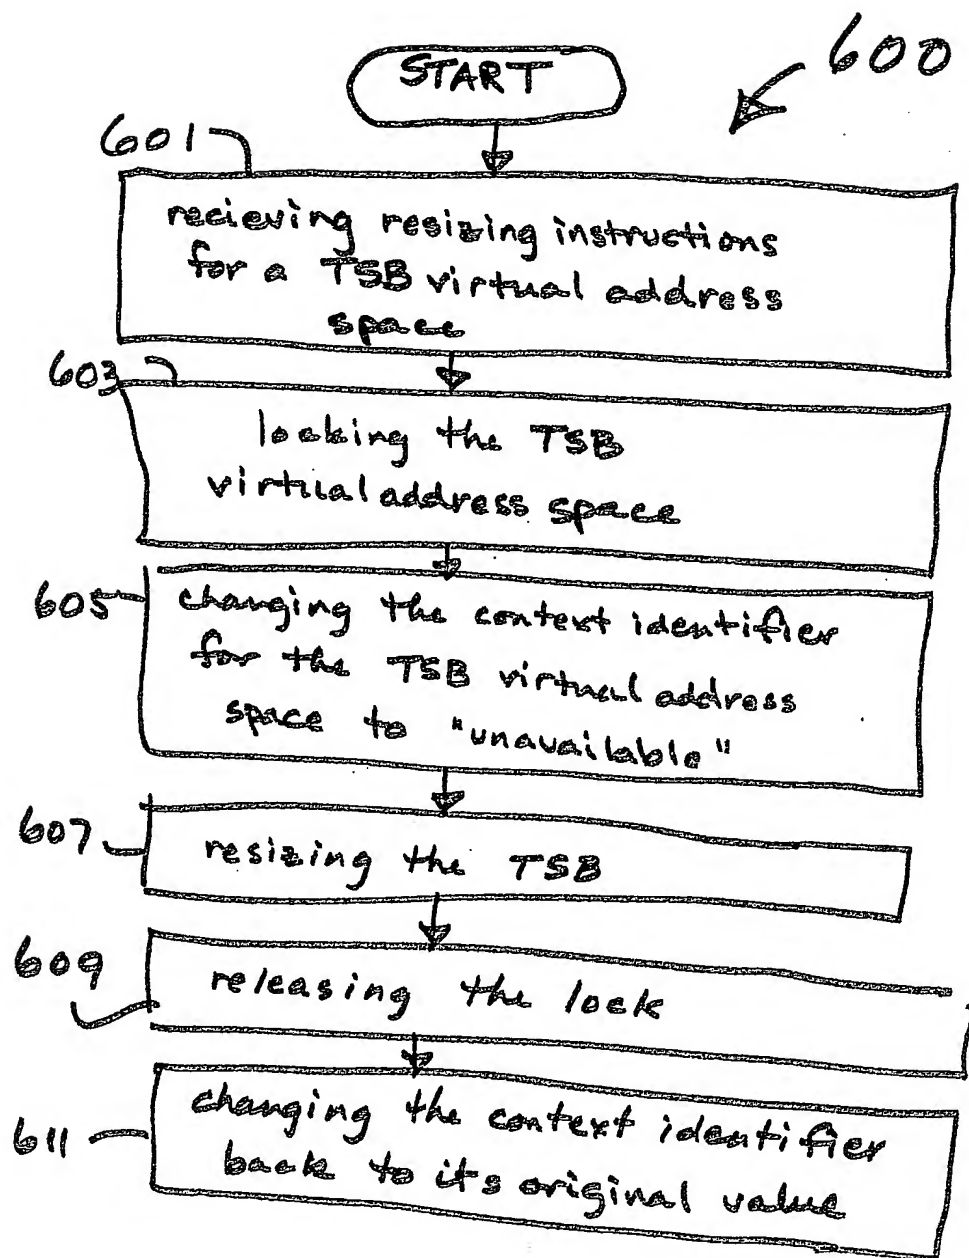 START
600
601
recieving resizing instructions
for a TSB virtual address
space
603
locking the TSB
virtual address space
605
changing the context identifier
for the TSB virtual address
space to "unavailable"
607
resizing the TSB
609
releasing the lock
611
changing the context identifier
back to its original value